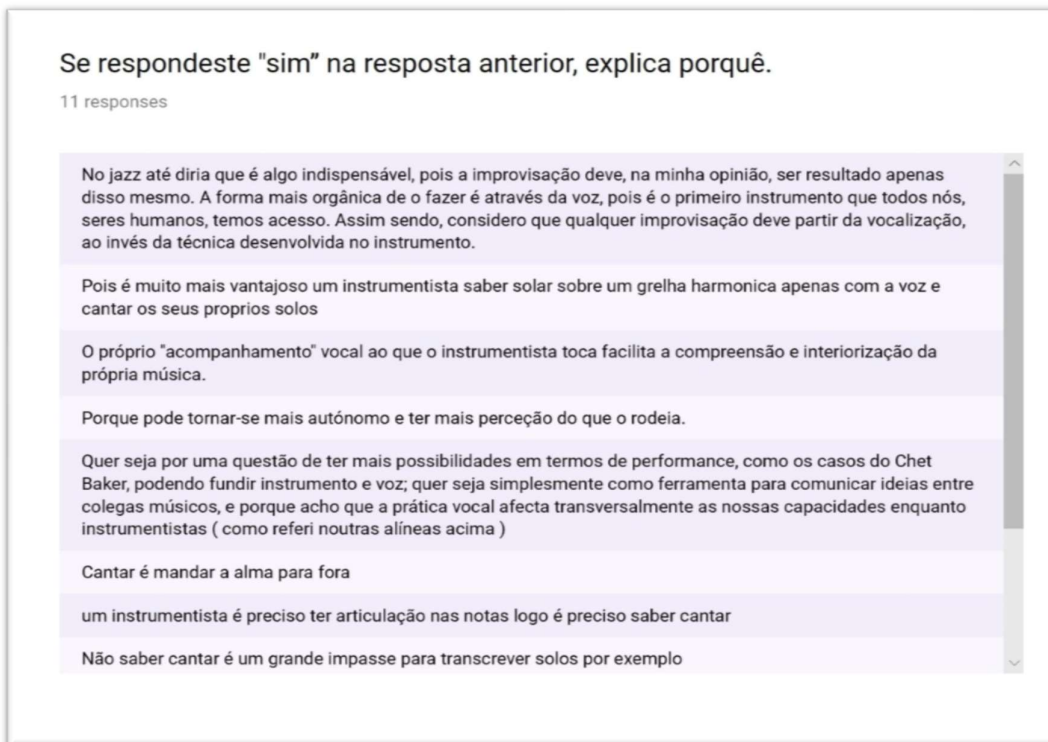 Se respondeste "sim” na resposta anterior, explica porquê.
11 responses
No jazz até diria que é algo indispensável, pois a improvisação deve, na minha opinião, ser resultado apenas
disso mesmo. A forma mais orgânica de o fazer é através da voz, pois é o primeiro instrumento que todos nós,
seres humanos, temos acesso. Assim sendo, considero que qualquer improvisação deve partir da vocalização,
ao invés da técnica desenvolvida no instrumento.
Pois é muito mais vantajoso um instrumentista saber solar sobre um grelha harmonica apenas com a voz e
cantar os seus proprios solos
O próprio "acompanhamento" vocal ao que o instrumentista toca facilita a compreensão e interiorização da
própria música.
Porque pode tornar-se mais autónomo e ter mais perceção do que o rodeia.
Quer seja por uma questão de ter mais possibilidades em termos de performance, como os casos do Chet
Baker, podendo fundir instrumento e voz; quer seja simplesmente como ferramenta para comunicar ideias entre
colegas músicos, e porque acho que a prática vocal afecta transversalmente as nossas capacidades enquanto
instrumentistas ( como referi noutras alíneas acima )
Cantar é mandar a alma para fora
um instrumentista é preciso ter articulação nas notas logo é preciso saber cantar
Não saber cantar é um grande impasse para transcrever solos por exemplo